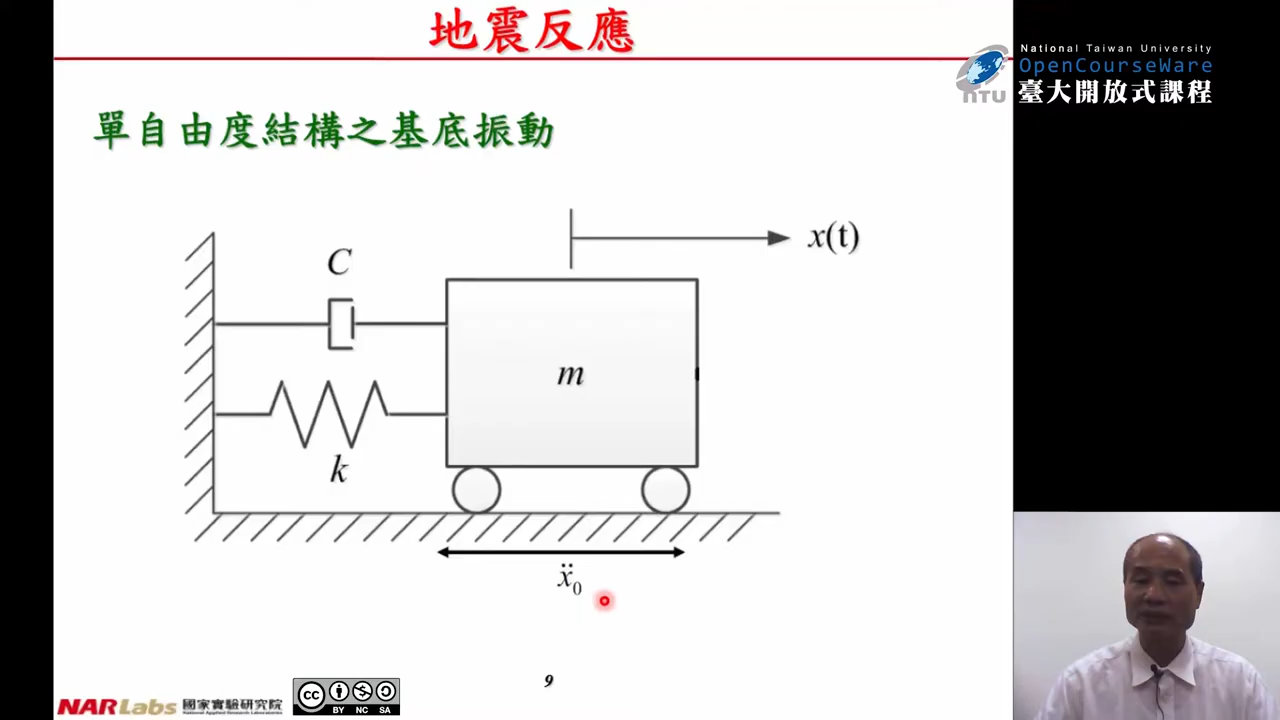 地震反應
National Taiwan University
OpenCourseWare
NTU 臺大開放式課程
單自由度結構之基底振動
x(t)
C
m
k
ẍ₀
9
NARLabs 國家實驗研究院
cc BY NC SA